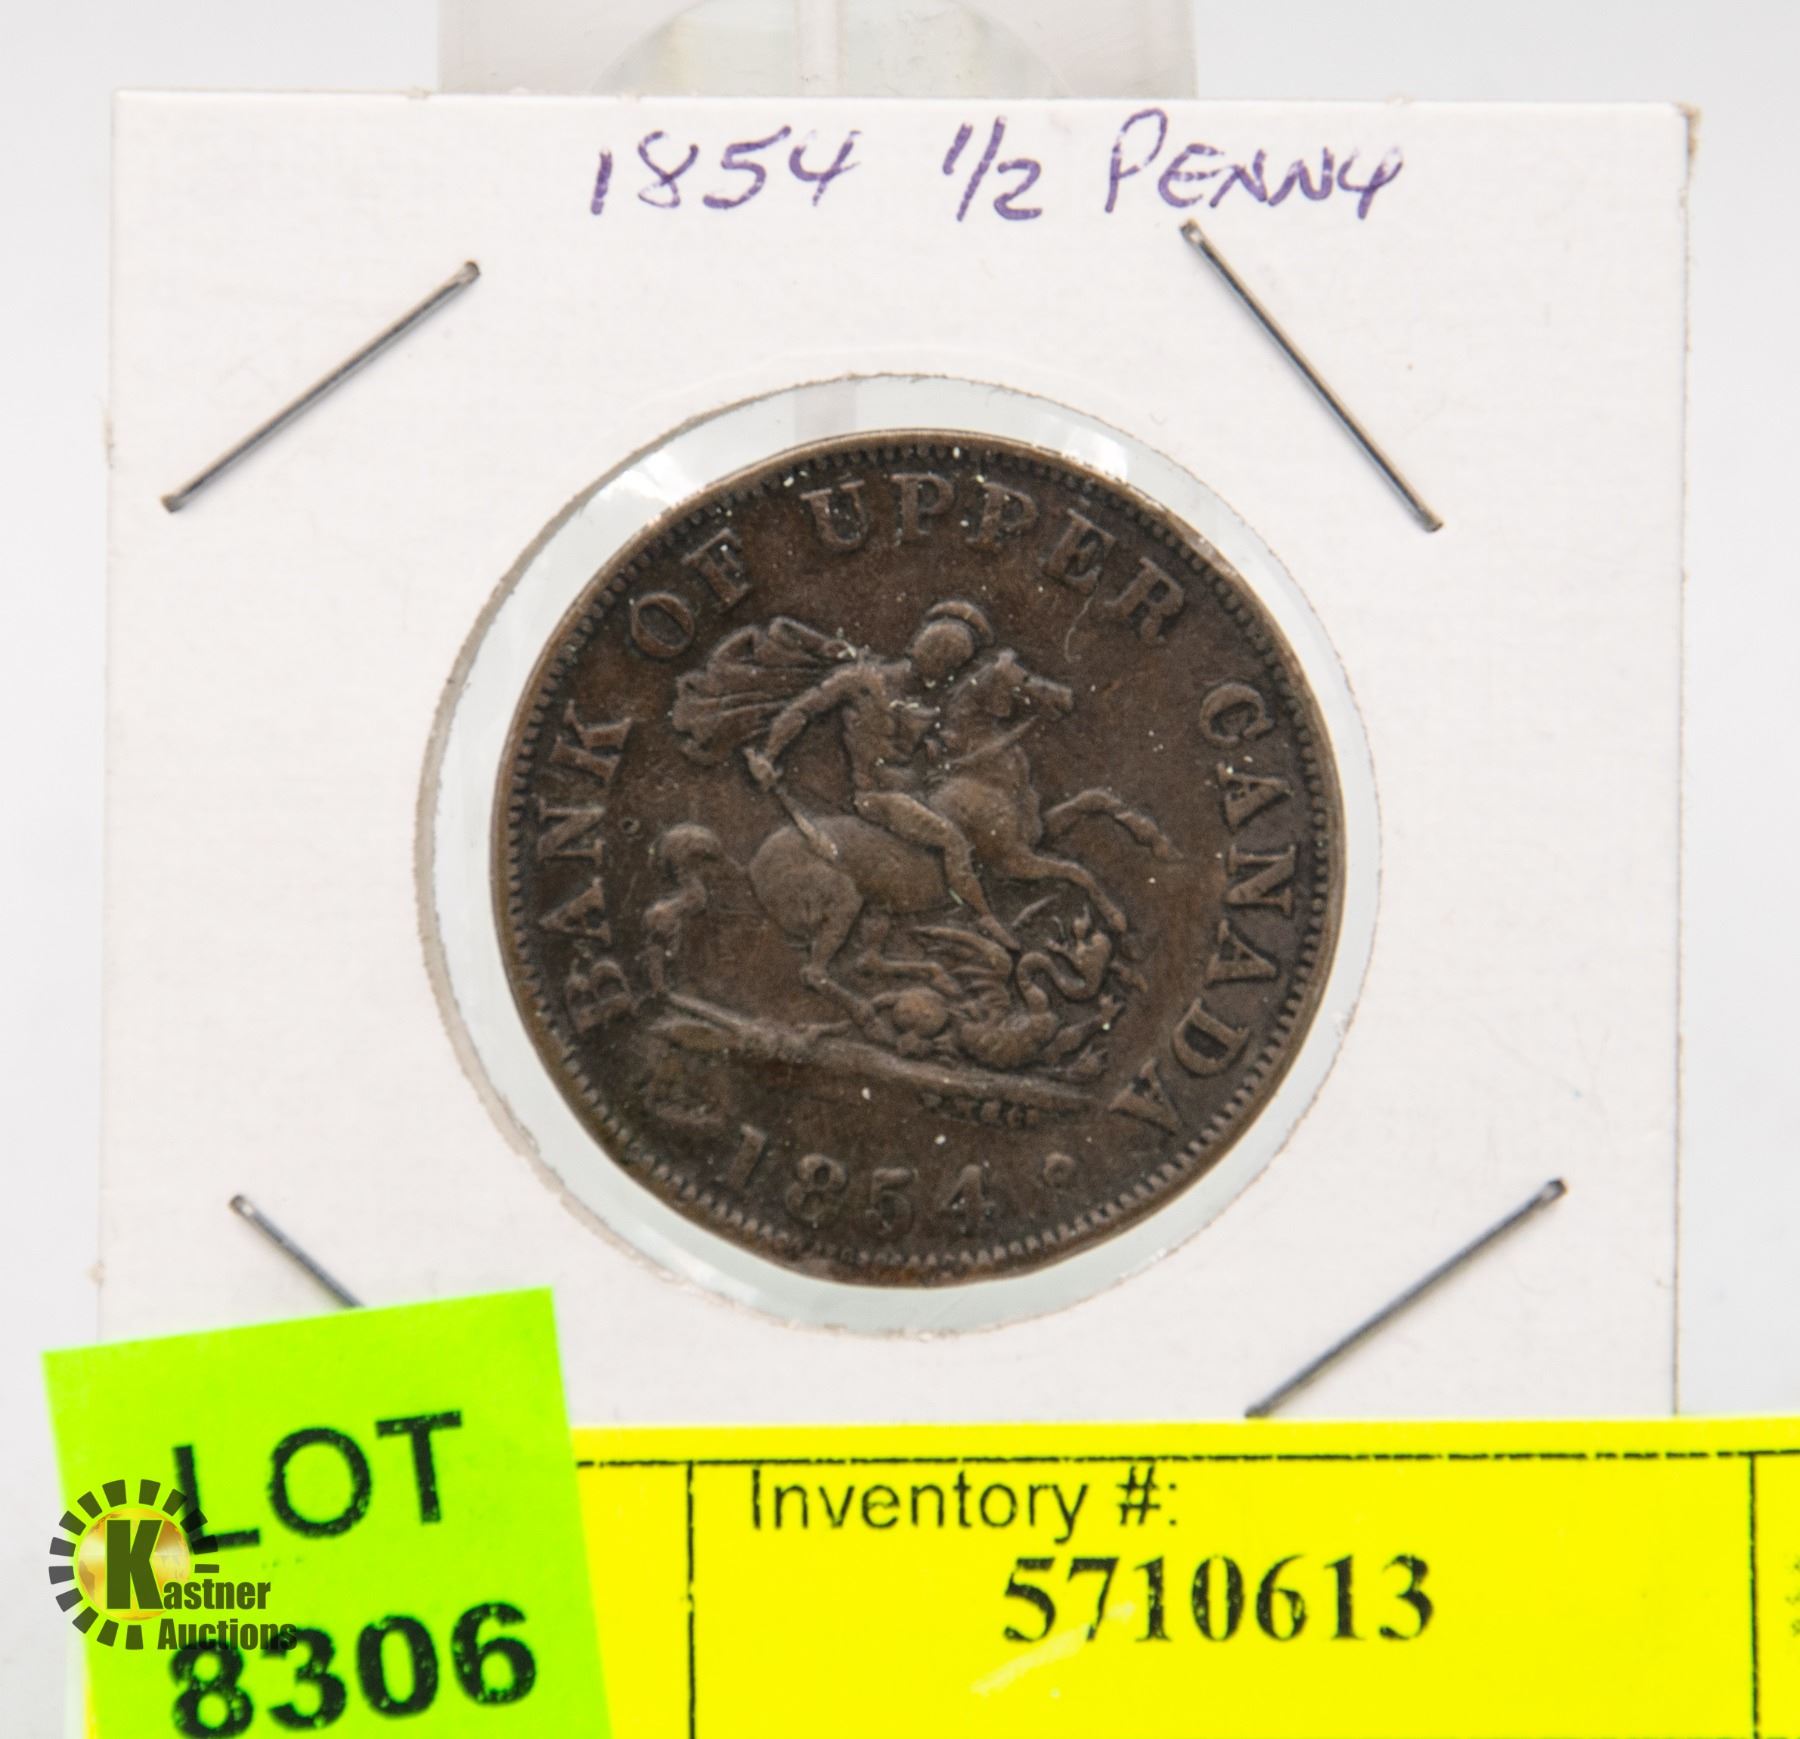 1854 1/2 PENNY
BANK OF UPPER CANADA
1854
LOT
8306
Kastner
Auctions
Inventory #:
5710613